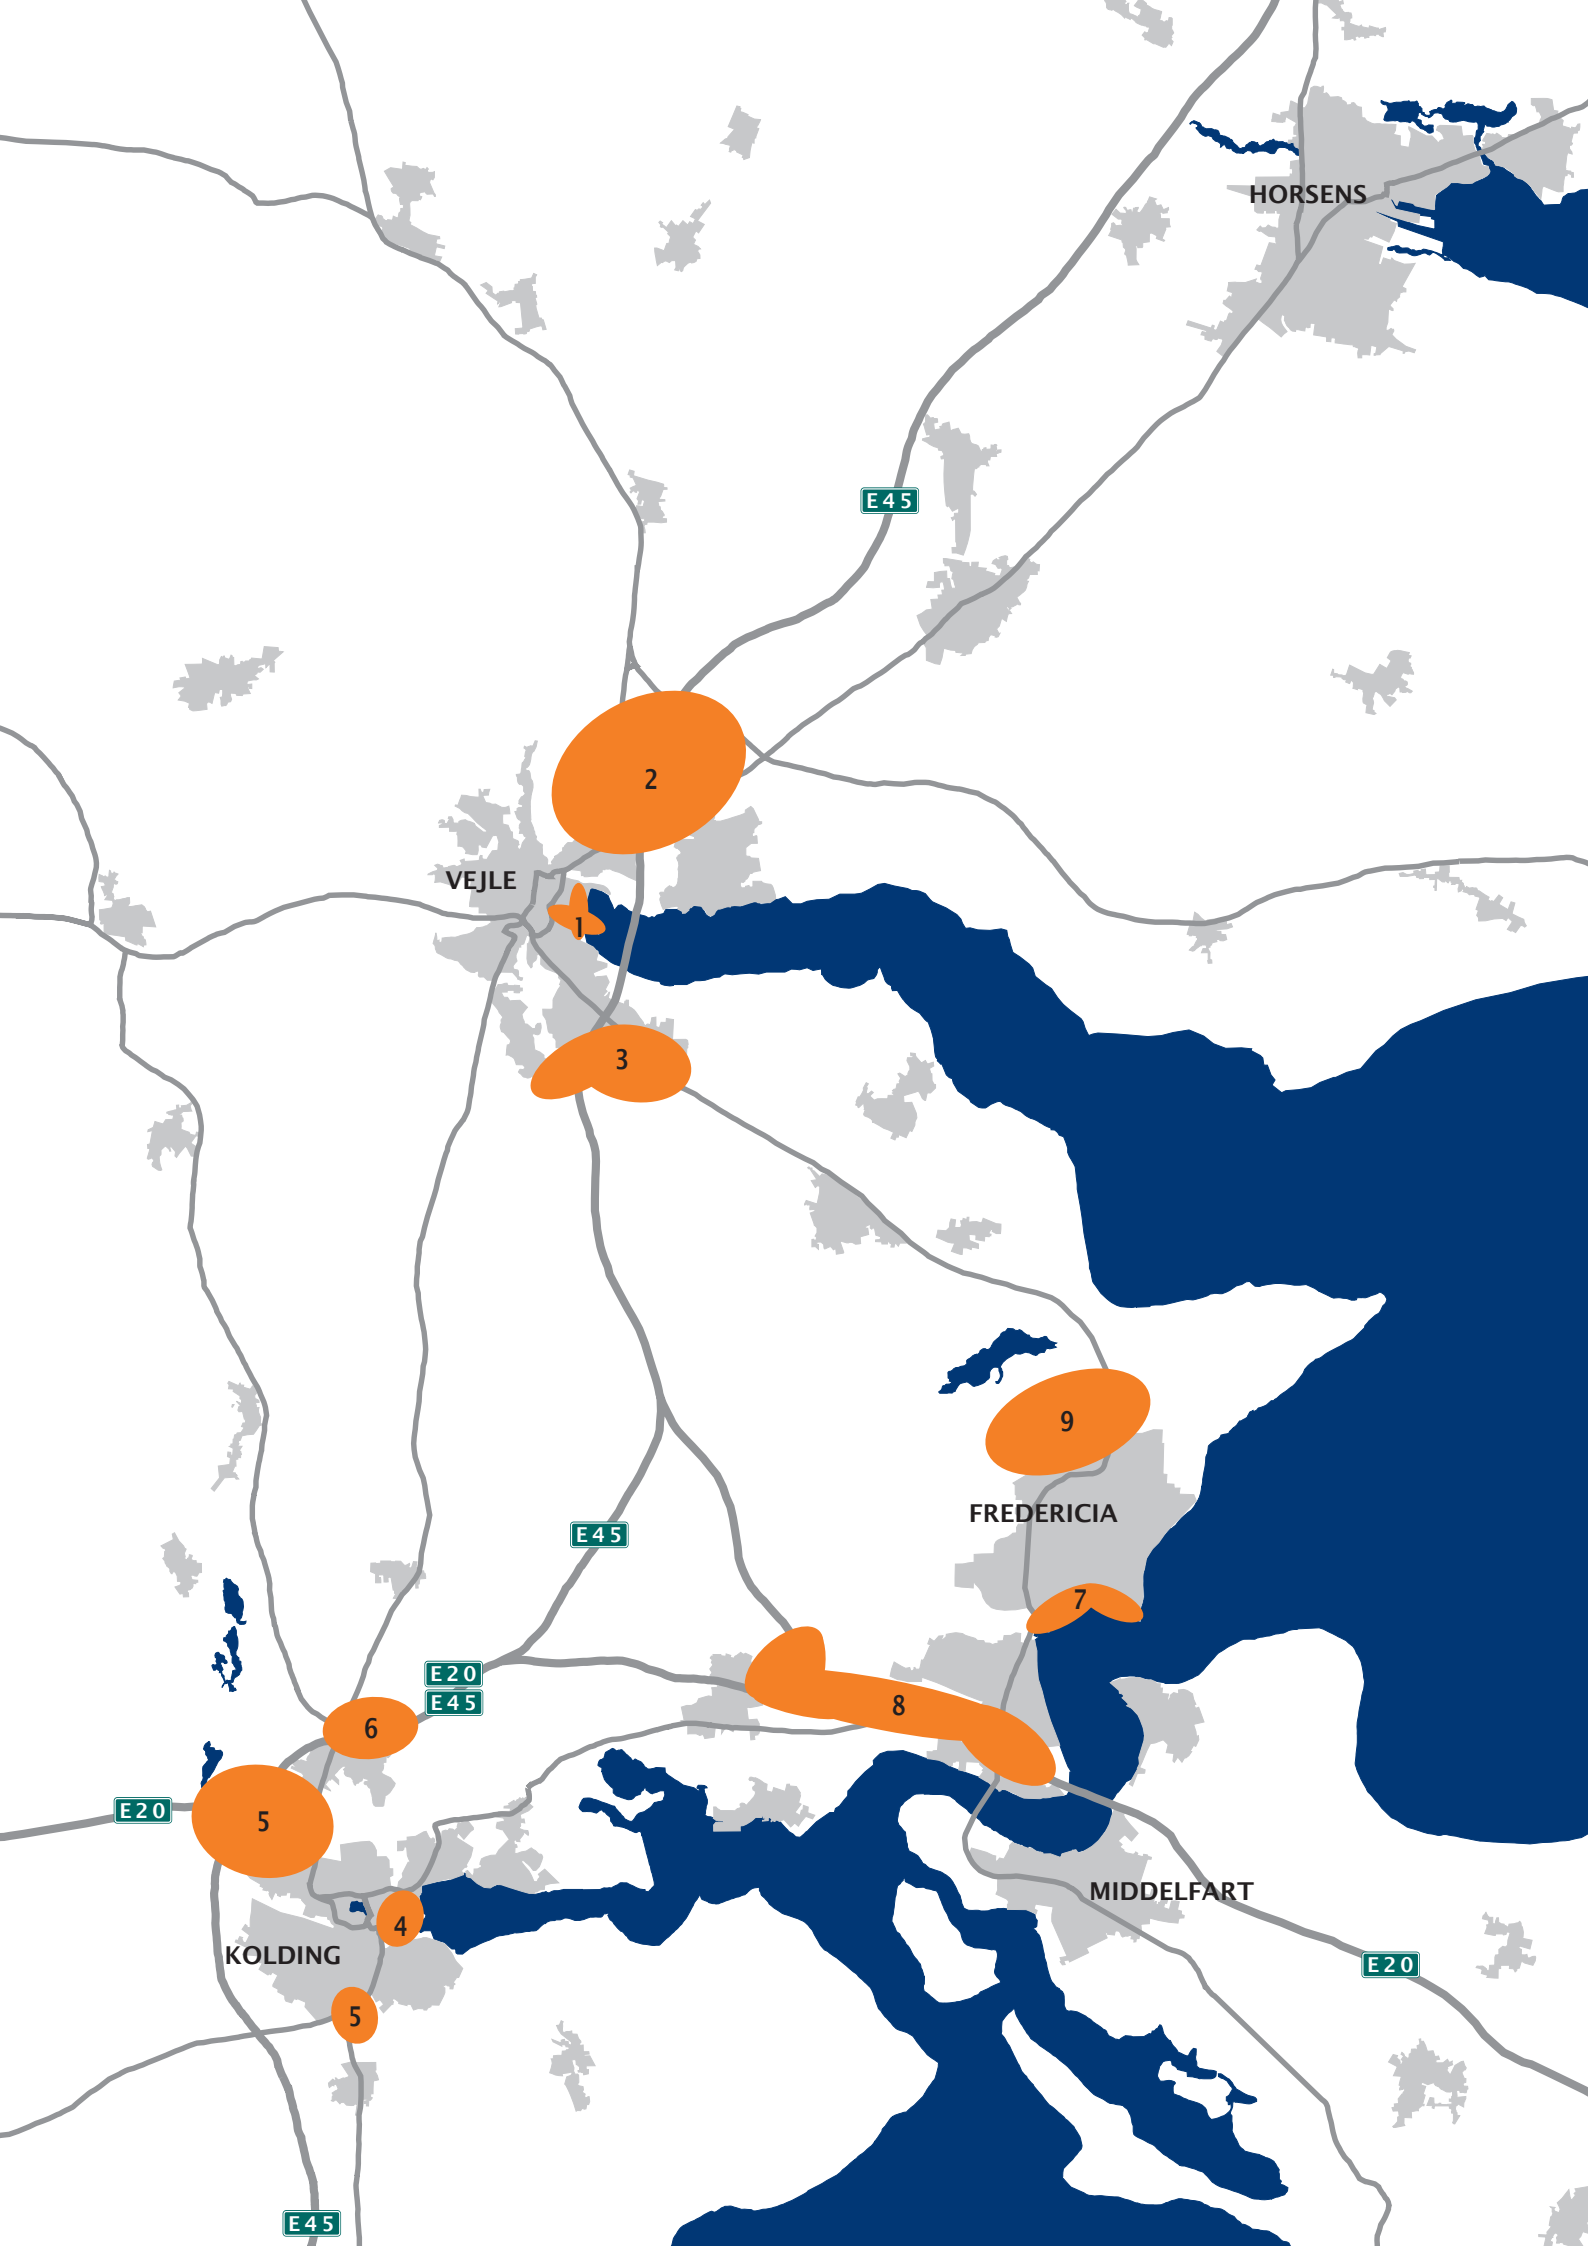 HORSENS
E45
2
VEJLE
1
3
9
FREDERICIA
E45
7
E20
E45
8
6
E20
5
MIDDELFART
4
KOLDING
E20
5
E45